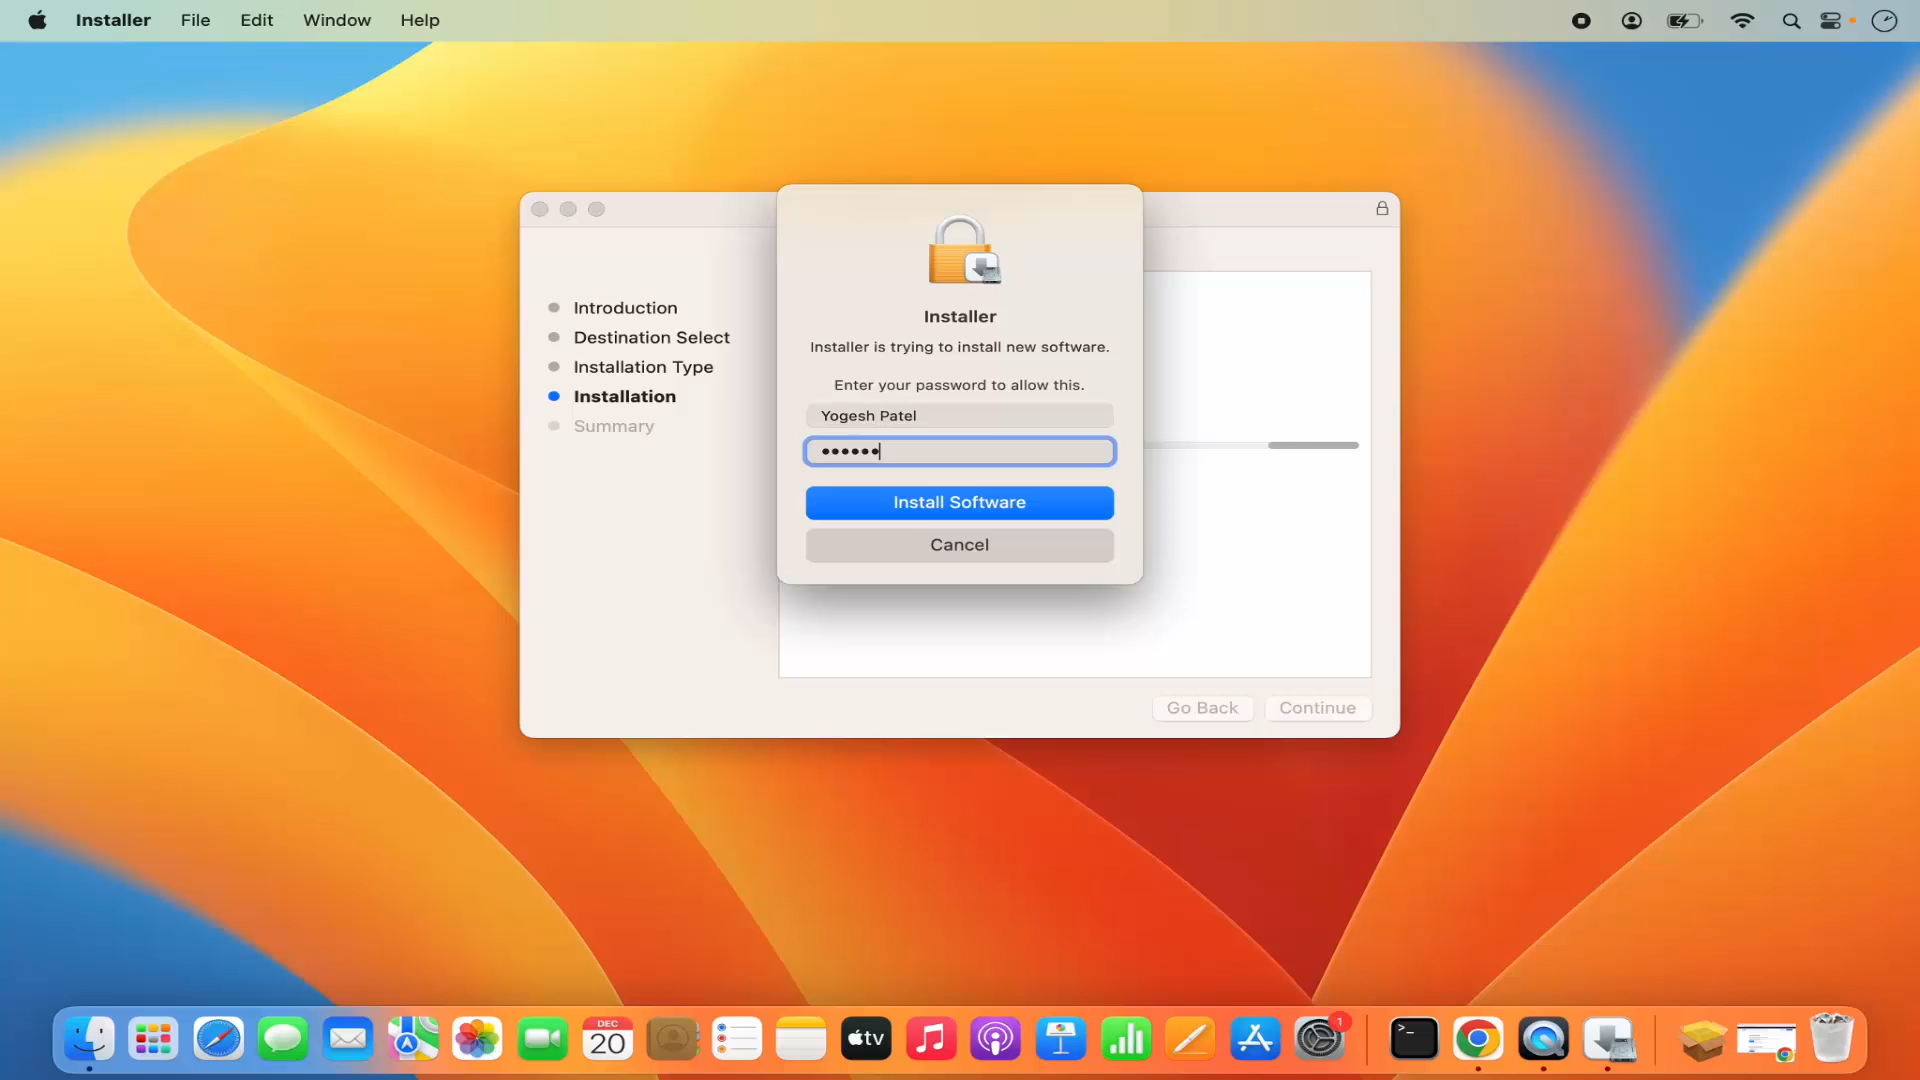 Installer File Edit Window Help
Installer
Installer is trying to install new software.
Enter your password to allow this.
Yogesh Patel
••••••
Install Software
Cancel
Introduction
Destination Select
Installation Type
Installation
Summary
Go Back Continue
DEC
20
tv
1
>_